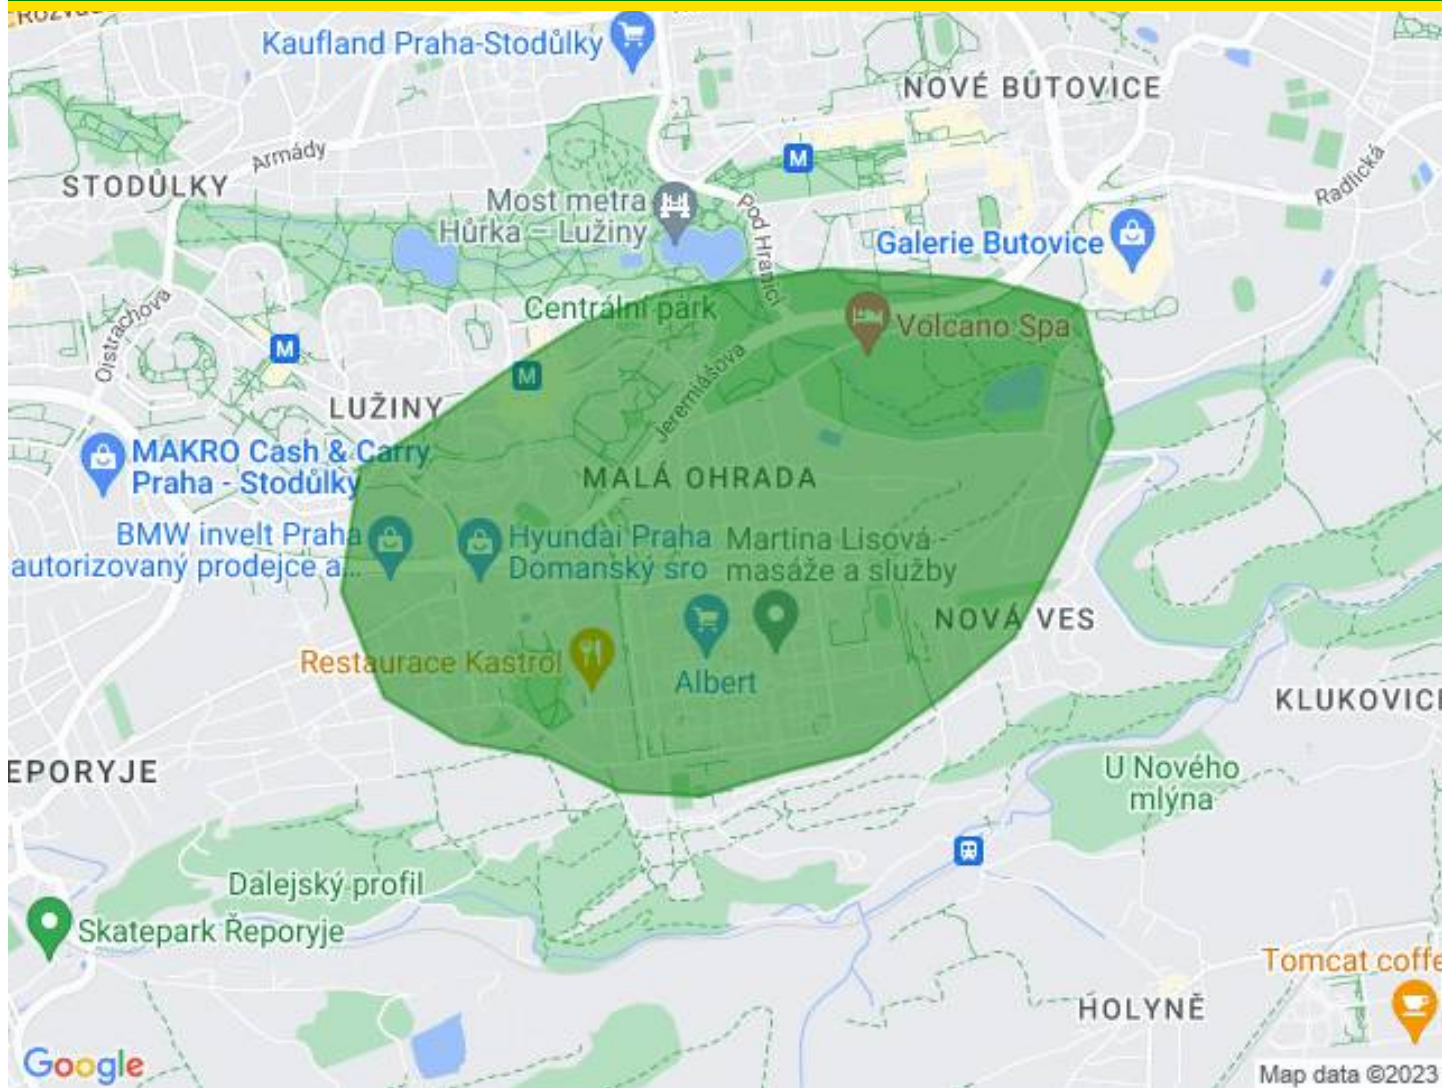 Kaufland Praha-Stodůlky
NOVÉ BUTOVICE
Armády
M
STODŮLKY
Radlická
Most metra
Hůrka – Lužiny
Pod Hranicí
Galerie Butovice
Centrální park
Oistrachova
Volcano Spa
M
M
Jeremiášova
LUŽINY
MAKRO Cash & Carry
Praha - Stodůlky
MALÁ OHRADA
BMW invelt Praha
autorizovaný prodejce a...
Hyundai Praha
Domanský sro
Martina Lisová -
masáže a služby
NOVÁ VES
Restaurace Kastrol
Albert
KLUKOVIC
EPORYJE
U Nového
mlýna
Dalejský profil
Skatepark Řeporyje
Tomcat coffe
HOLYNĚ
Google
Map data ©2023